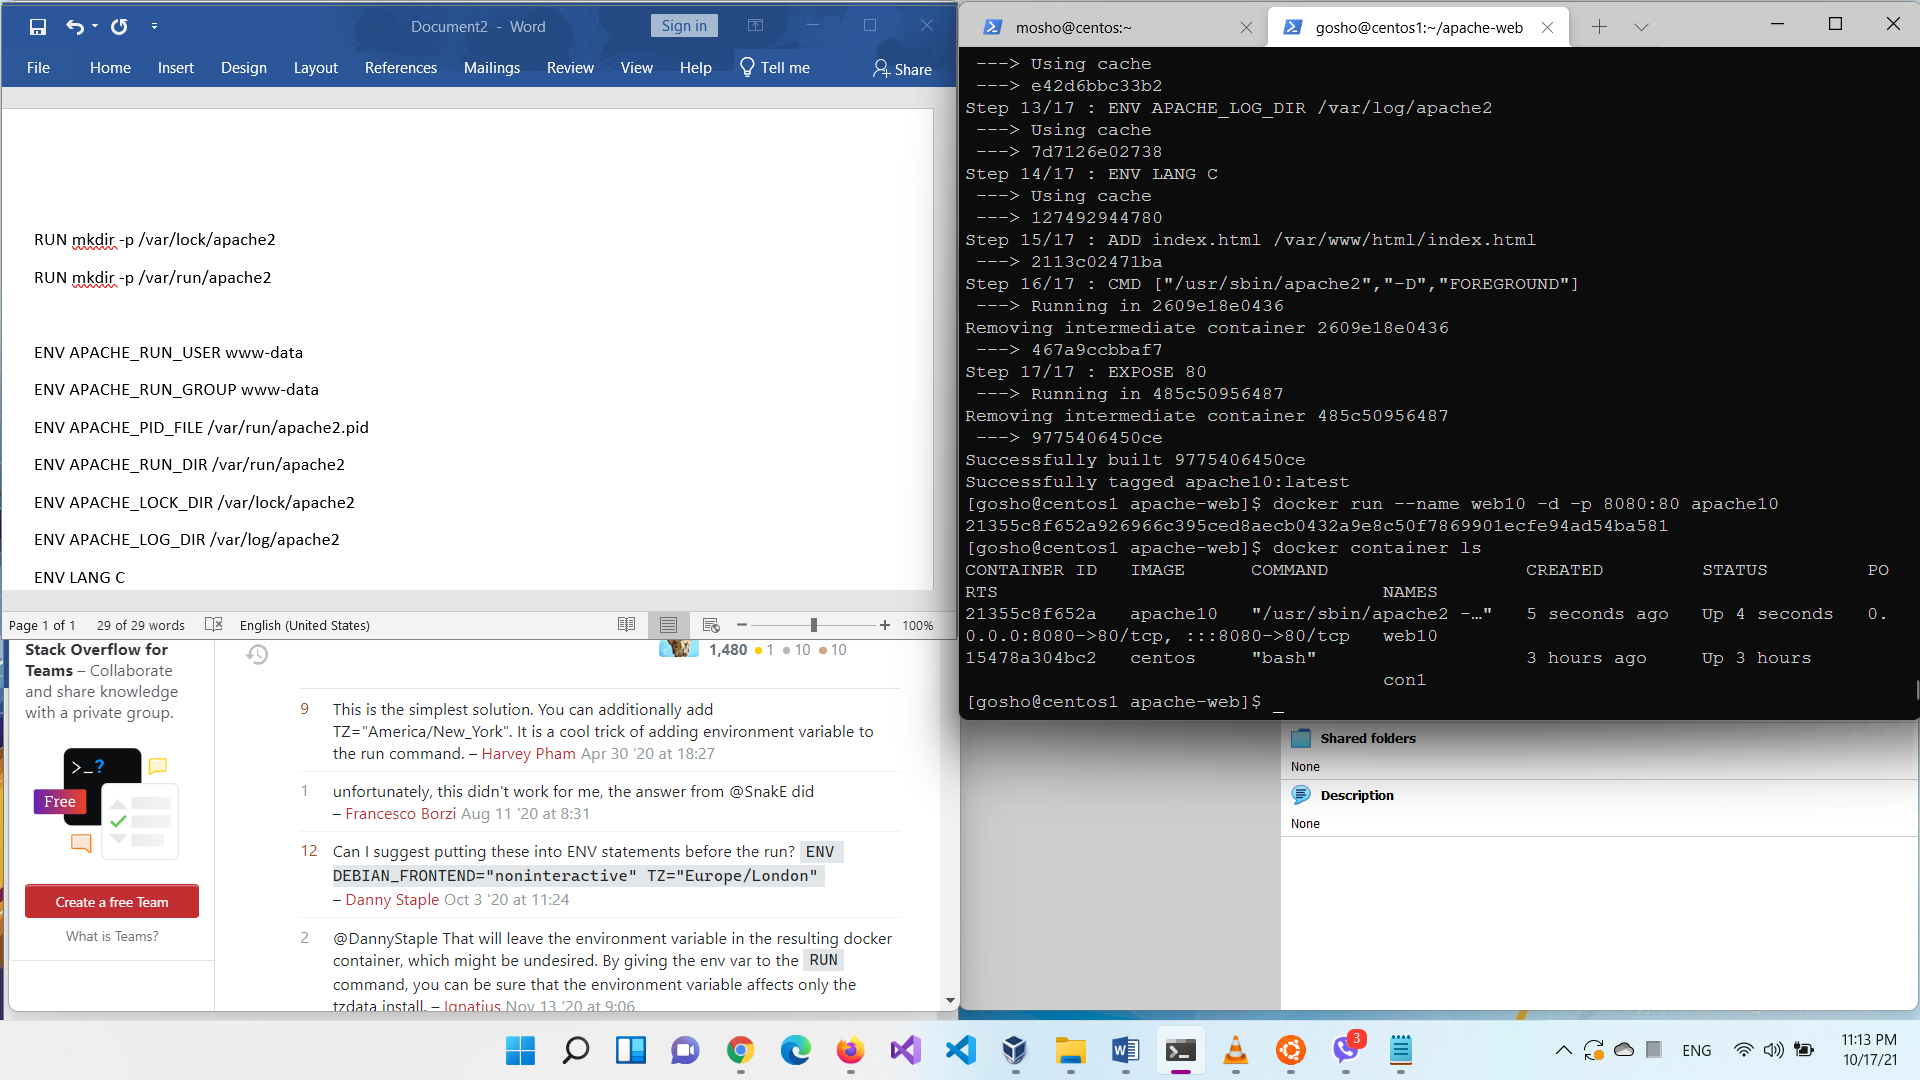 Document2 - Word
Sign in
File Home Insert Design Layout References Mailings Review View Help Tell me Share
RUN mkdir -p /var/lock/apache2
RUN mkdir -p /var/run/apache2
ENV APACHE_RUN_USER www-data
ENV APACHE_RUN_GROUP www-data
ENV APACHE_PID_FILE /var/run/apache2.pid
ENV APACHE_RUN_DIR /var/run/apache2
ENV APACHE_LOCK_DIR /var/lock/apache2
ENV APACHE_LOG_DIR /var/log/apache2
ENV LANG C
Page 1 of 1 29 of 29 words English (United States) 100%
Stack Overflow for
Teams – Collaborate
and share knowledge
with a private group.
>_?
Free
Create a free Team
What is Teams?
1,480 1 10 10
9 This is the simplest solution. You can additionally add
TZ="America/New_York". It is a cool trick of adding environment variable to
the run command. – Harvey Pham Apr 30 '20 at 18:27
1 unfortunately, this didn't work for me, the answer from @SnakE did
– Francesco Borzi Aug 11 '20 at 8:31
12 Can I suggest putting these into ENV statements before the run? ENV
DEBIAN_FRONTEND="noninteractive" TZ="Europe/London"
– Danny Staple Oct 3 '20 at 11:24
2 @DannyStaple That will leave the environment variable in the resulting docker
container, which might be undesired. By giving the env var to the RUN
command, you can be sure that the environment variable affects only the
tzdata install. – Ignatius Nov 13 '20 at 9:06
mosho@centos:~
gosho@centos1:~/apache-web
---> Using cache
---> e42d6bbc33b2
Step 13/17 : ENV APACHE_LOG_DIR /var/log/apache2
---> Using cache
---> 7d7126e02738
Step 14/17 : ENV LANG C
---> Using cache
---> 127492944780
Step 15/17 : ADD index.html /var/www/html/index.html
---> 2113c02471ba
Step 16/17 : CMD ["/usr/sbin/apache2","-D","FOREGROUND"]
---> Running in 2609e18e0436
Removing intermediate container 2609e18e0436
---> 467a9ccbbaf7
Step 17/17 : EXPOSE 80
---> Running in 485c50956487
Removing intermediate container 485c50956487
---> 9775406450ce
Successfully built 9775406450ce
Successfully tagged apache10:latest
[gosho@centos1 apache-web]$ docker run --name web10 -d -p 8080:80 apache10
21355c8f652a926966c395ced8aecb0432a9e8c50f7869901ecfe94ad54ba581
[gosho@centos1 apache-web]$ docker container ls
CONTAINER ID IMAGE COMMAND CREATED STATUS PO
RTS NAMES
21355c8f652a apache10 "/usr/sbin/apache2 -…" 5 seconds ago Up 4 seconds 0.
0.0.0:8080->80/tcp, :::8080->80/tcp web10
15478a304bc2 centos "bash" 3 hours ago Up 3 hours
con1
[gosho@centos1 apache-web]$ _
Shared folders
None
Description
None
3
ENG
11:13 PM
10/17/21